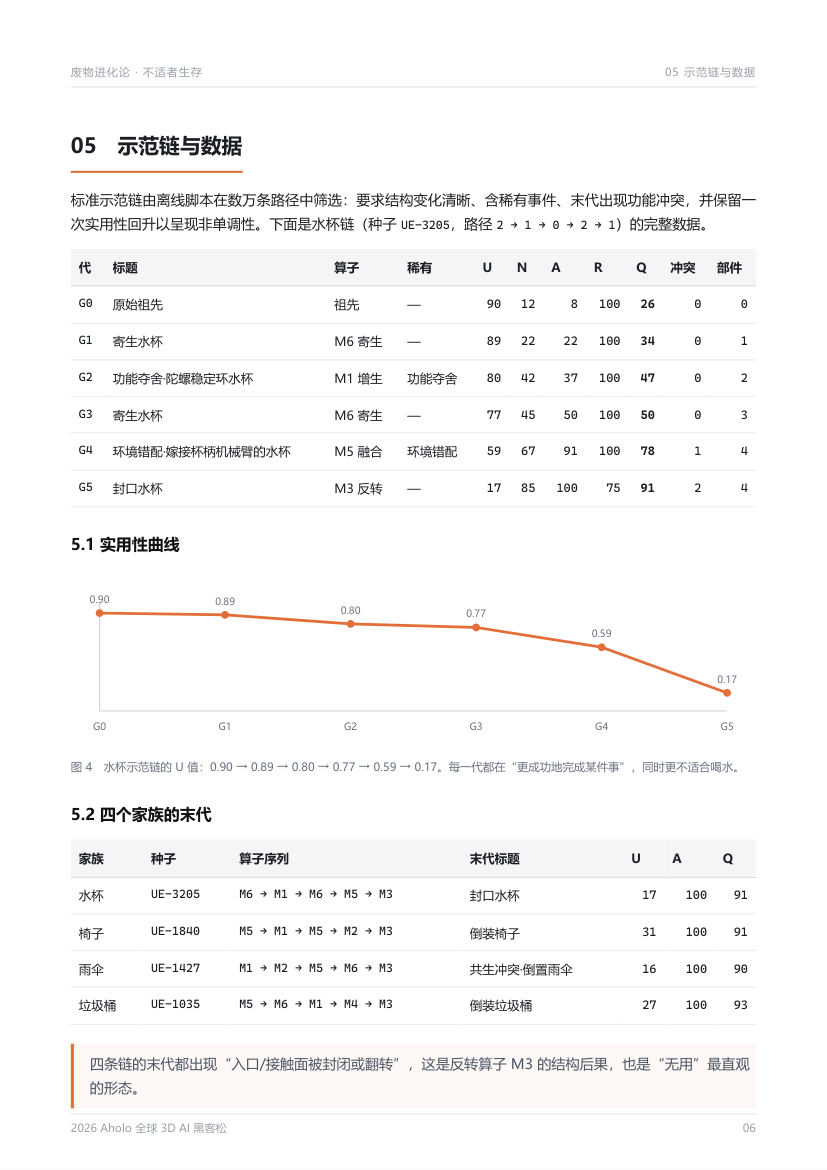 废物进化论 · 不适者生存
05 示范链与数据
05 示范链与数据
标准示范链由离线脚本在数万条路径中筛选：要求结构变化清晰、含稀有事件、末代出现功能冲突，并保留一
次实用性回升以呈现非单调性。下面是水杯链（种子 UE-3205，路径 2 → 1 → 0 → 2 → 1）的完整数据。
代 标题 算子 稀有 U N A R Q 冲突 部件
G0 原始祖先 祖先 — 90 12 8 100 26 0 0
G1 寄生水杯 M6 寄生 — 89 22 22 100 34 0 1
G2 功能夺舍·陀螺稳定环水杯 M1 增生 功能夺舍 80 42 37 100 47 0 2
G3 寄生水杯 M6 寄生 — 77 45 50 100 50 0 3
G4 环境错配·嫁接杯柄机械臂的水杯 M5 融合 环境错配 59 67 91 100 78 1 4
G5 封口水杯 M3 反转 — 17 85 100 75 91 2 4
5.1 实用性曲线
0.90 0.89 0.80 0.77 0.59 0.17
G0 G1 G2 G3 G4 G5
图 4 水杯示范链的 U 值：0.90 → 0.89 → 0.80 → 0.77 → 0.59 → 0.17。每一代都在“更成功地完成某件事”，同时更不适合喝水。
5.2 四个家族的末代
家族 种子 算子序列 末代标题 U A Q
水杯 UE-3205 M6 → M1 → M6 → M5 → M3 封口水杯 17 100 91
椅子 UE-1840 M5 → M1 → M5 → M2 → M3 倒装椅子 31 100 91
雨伞 UE-1427 M1 → M2 → M5 → M6 → M3 共生冲突·倒置雨伞 16 100 90
垃圾桶 UE-1035 M5 → M6 → M1 → M4 → M3 倒装垃圾桶 27 100 93
四条链的末代都出现“入口/接触面被封闭或翻转”，这是反转算子 M3 的结构后果，也是“无用”最直观
的形态。
2026 Aholo 全球 3D AI 黑客松
06